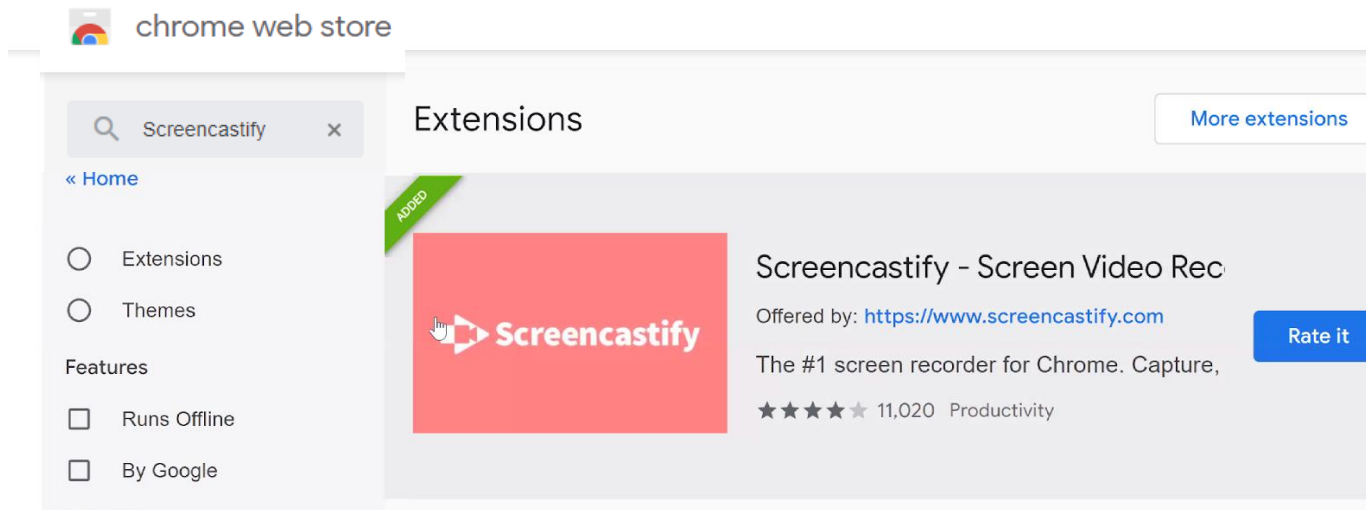 chrome web store
Screencastify ×
Extensions
More extensions
« Home
ADDED
Extensions
Themes
Features
Runs Offline
By Google
Screencastify
Screencastify - Screen Video Rec
Offered by: https://www.screencastify.com
Rate it
The #1 screen recorder for Chrome. Capture,
11,020 Productivity